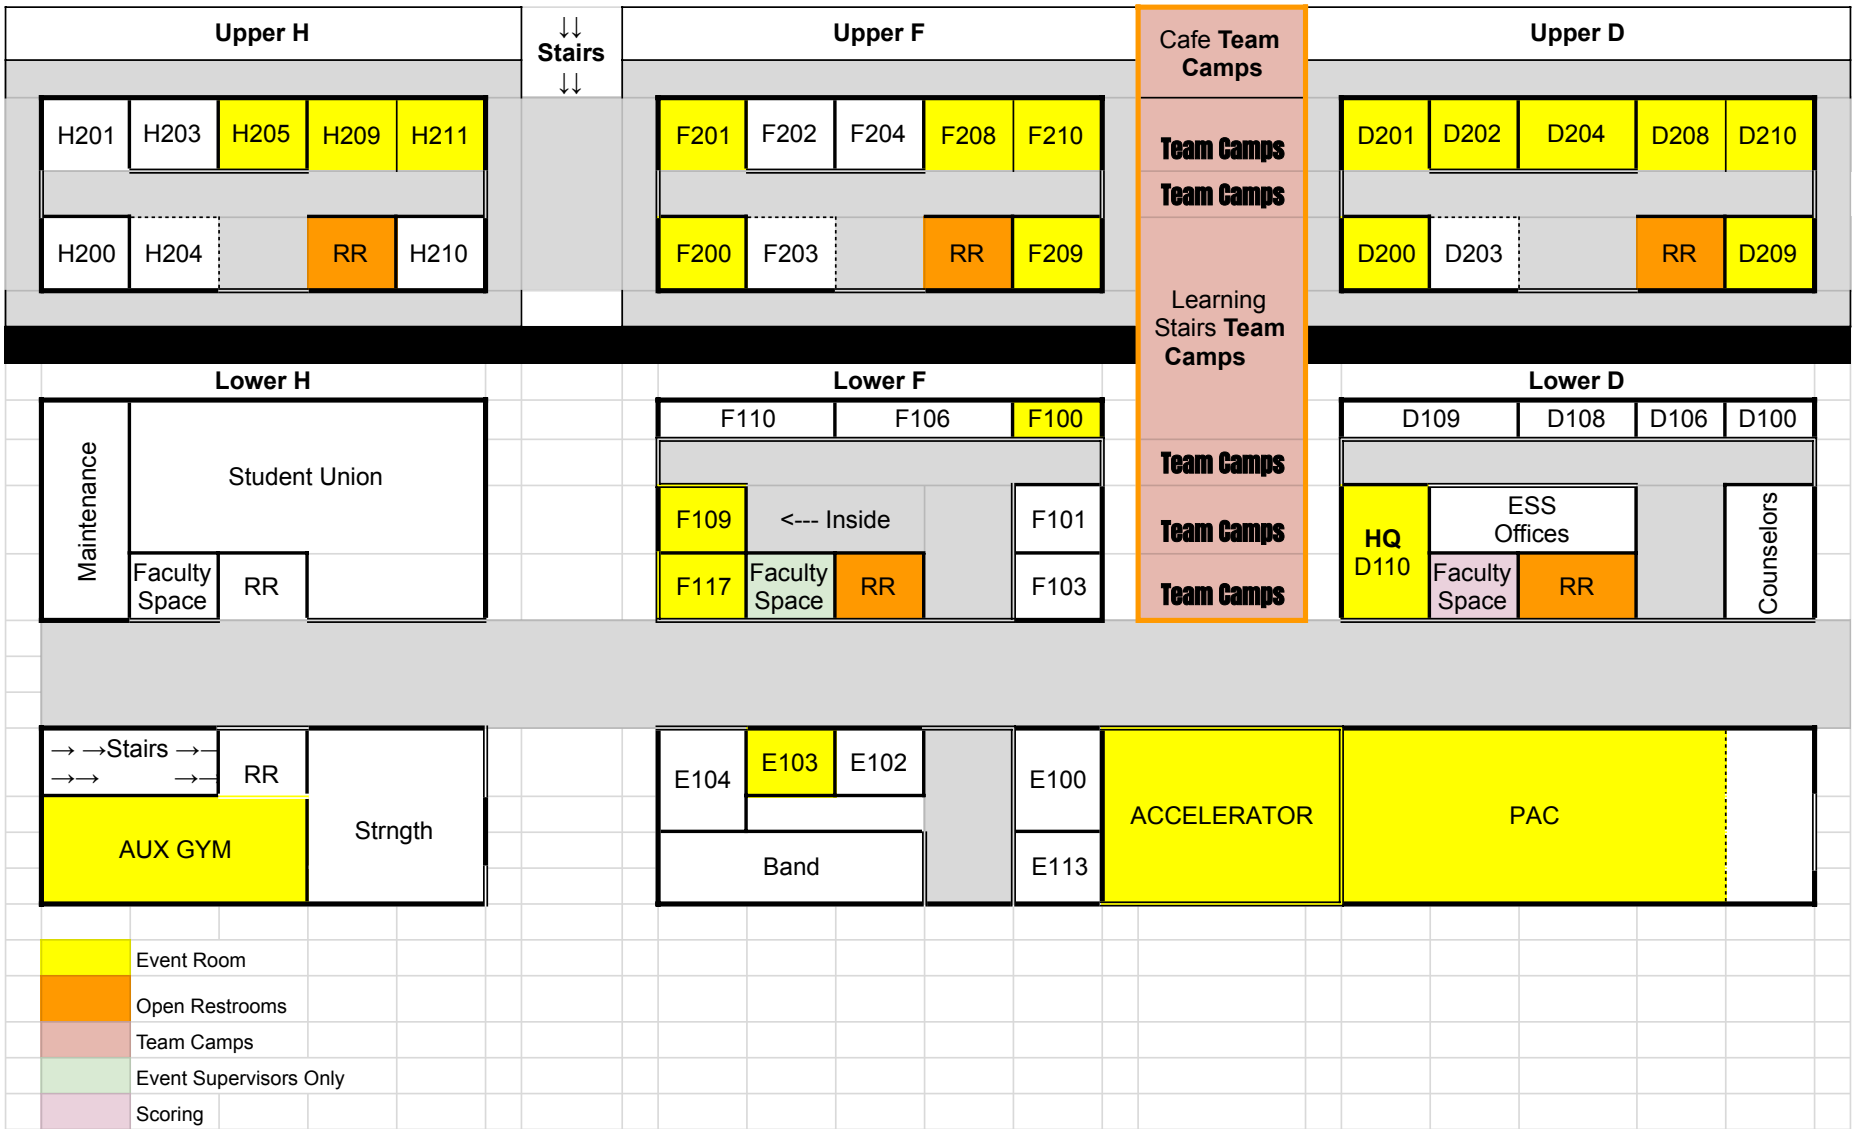 Upper H
↓↓
Stairs
↓↓
Upper F
Cafe Team
Camps
Upper D
H201 H203 H205 H209 H211
F201 F202 F204 F208 F210
Team Camps
D201 D202 D204 D208 D210
Team Camps
H200 H204 RR H210
F200 F203 RR F209
D200 D203 RR D209
Learning
Stairs Team
Camps
Lower H
Lower F
Lower D
Maintenance
Student Union
Faculty
Space
RR
F110 F106 F100
F109 <--- Inside F101
F117
Faculty
Space
RR
F103
Team Camps
Team Camps
Team Camps
D109 D108 D106 D100
HQ
D110
ESS
Offices
Faculty
Space
RR
Counselors
→ →Stairs →→
→→ →→
RR
AUX GYM
Strngth
E104 E103 E102
E100
Band
E113
ACCELERATOR
PAC
Event Room
Open Restrooms
Team Camps
Event Supervisors Only
Scoring